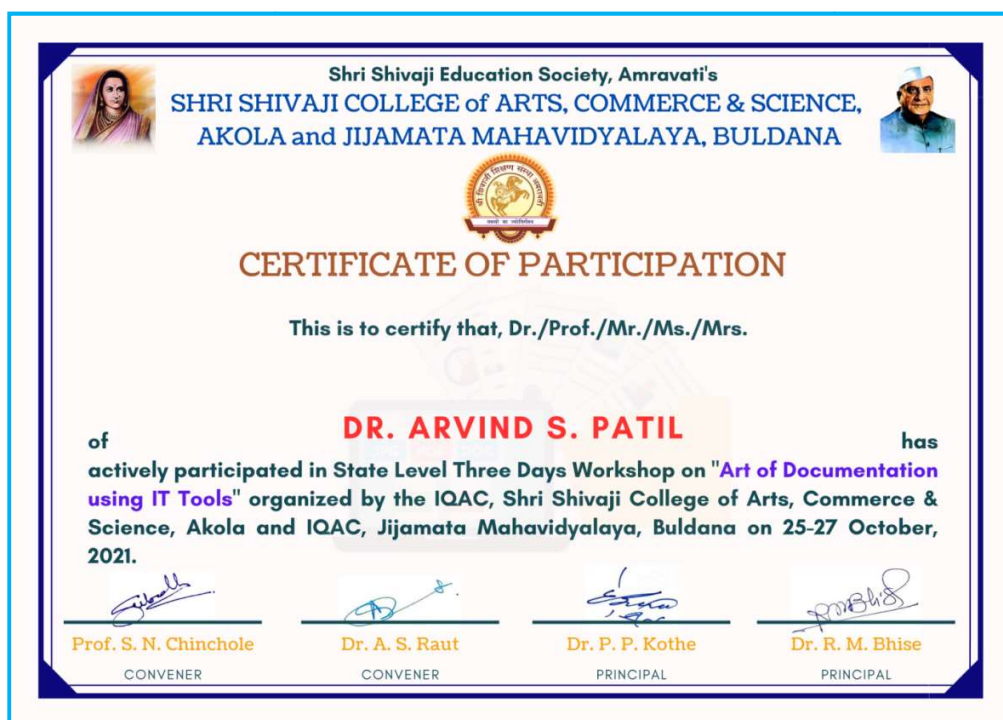 Shri Shivaji Education Society, Amravati's
SHRI SHIVAJI COLLEGE of ARTS, COMMERCE & SCIENCE,
AKOLA and JIJAMATA MAHAVIDYALAYA, BULDANA
CERTIFICATE OF PARTICIPATION
This is to certify that, Dr./Prof./Mr./Ms./Mrs.
DR. ARVIND S. PATIL
of has
actively participated in State Level Three Days Workshop on "Art of Documentation
using IT Tools" organized by the IQAC, Shri Shivaji College of Arts, Commerce &
Science, Akola and IQAC, Jijamata Mahavidyalaya, Buldana on 25-27 October,
2021.
Prof. S. N. Chinchole Dr. A. S. Raut Dr. P. P. Kothe Dr. R. M. Bhise
CONVENER CONVENER PRINCIPAL PRINCIPAL